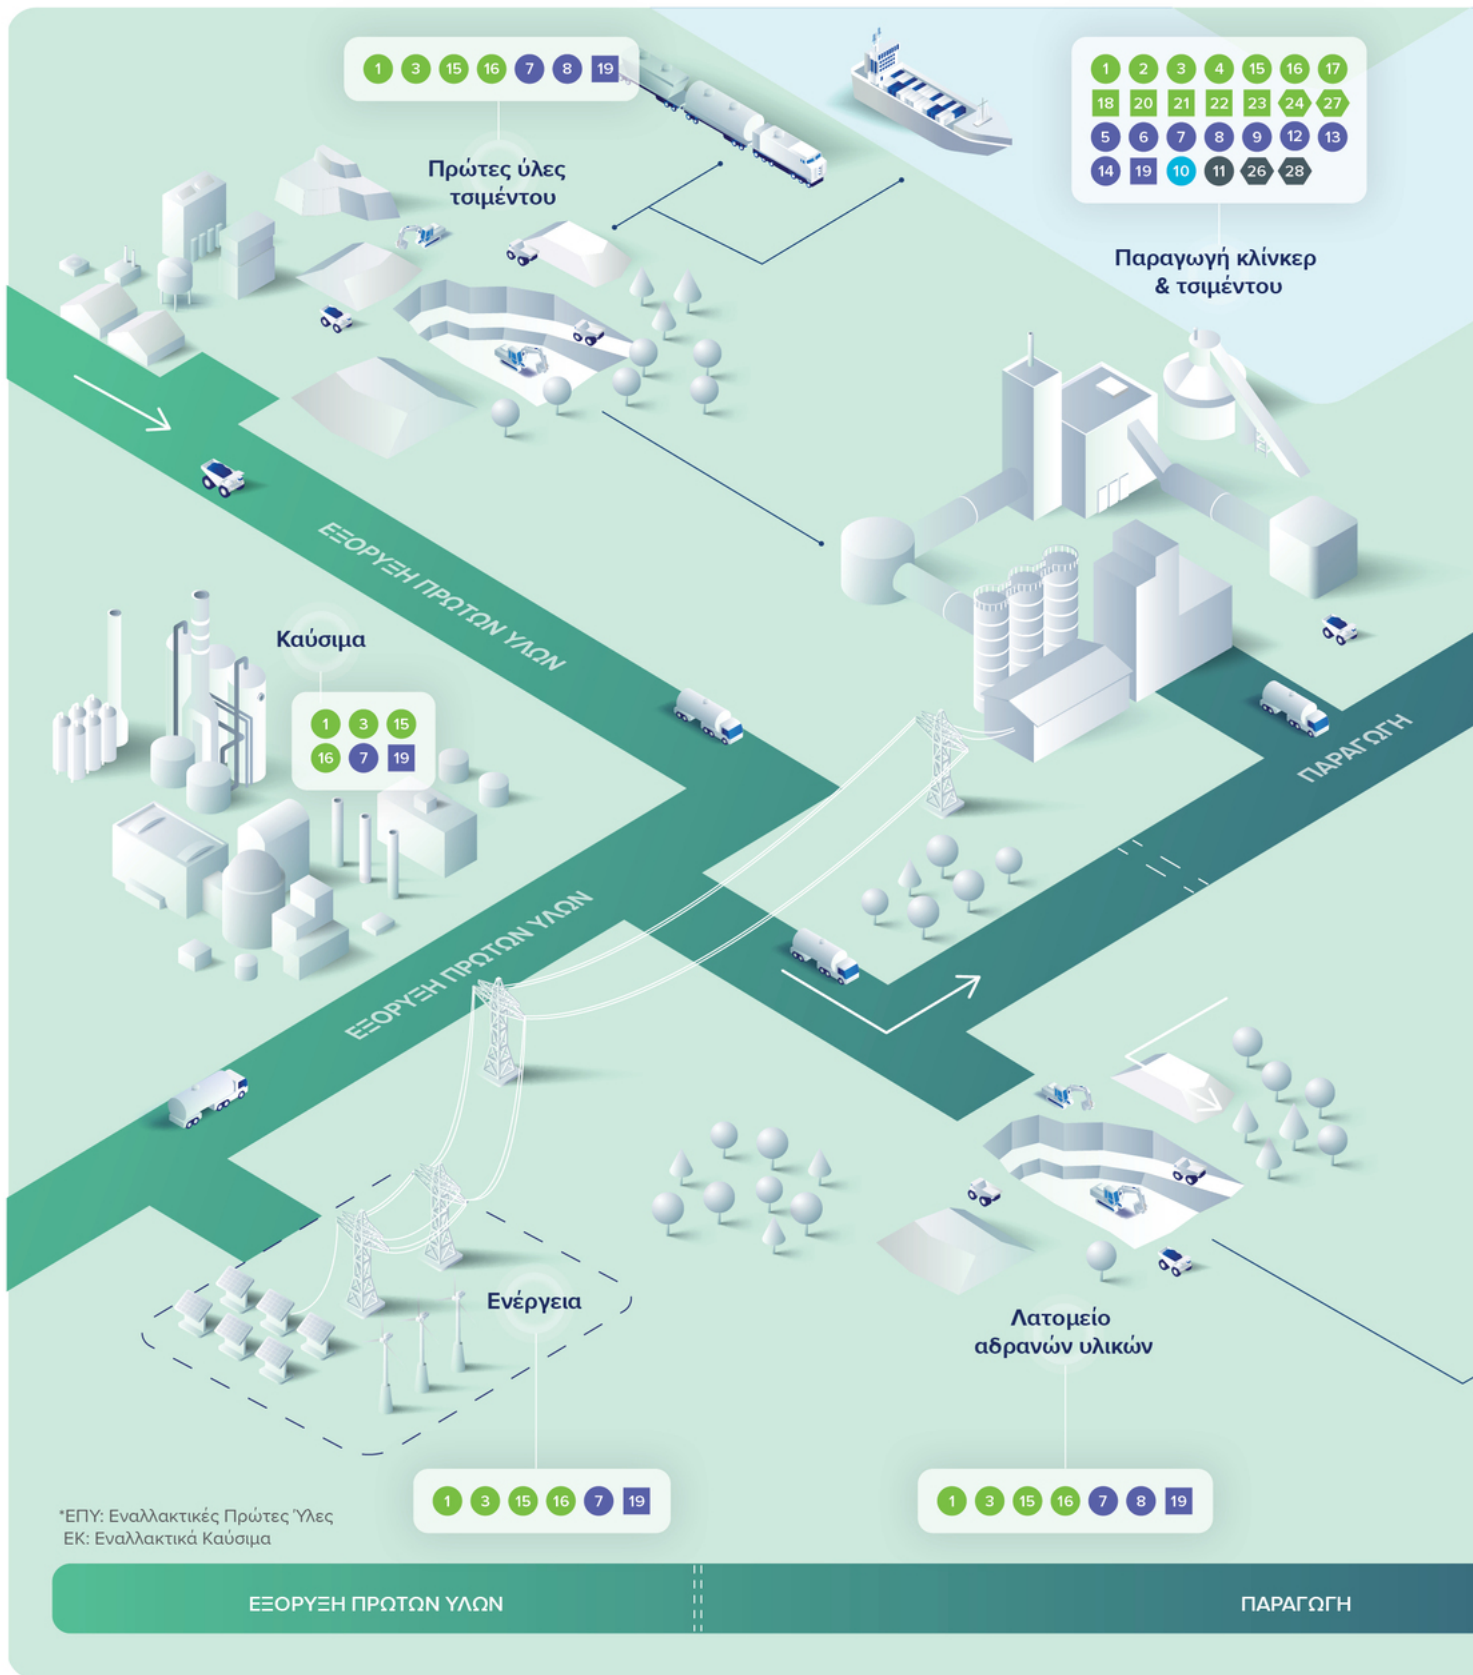 1 3 15 16 7 8 19
Πρώτες ύλες
τσιμέντου
1 2 3 4 15 16 17
18 20 21 22 23 24 27
5 6 7 8 9 12 13
14 19 10 11 26 28
Παραγωγή κλίνκερ
& τσιμέντου
ΕΞΟΡΥΞΗ ΠΡΩΤΩΝ ΥΛΩΝ
Καύσιμα
1 3 15
16 7 19
ΠΑΡΑΓΩΓΗ
ΕΞΟΡΥΞΗ ΠΡΩΤΩΝ ΥΛΩΝ
Ενέργεια
1 3 15 16 7 19
Λατομείο
αδρανών υλικών
1 3 15 16 7 8 19
*ΕΠΥ: Εναλλακτικές Πρώτες Ύλες
ΕΚ: Εναλλακτικά Καύσιμα
ΕΞΟΡΥΞΗ ΠΡΩΤΩΝ ΥΛΩΝ
ΠΑΡΑΓΩΓΗ